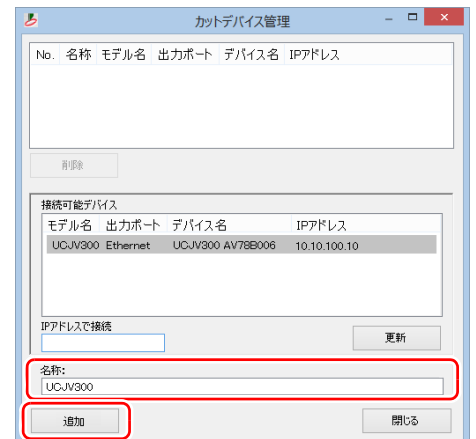 カットデバイス管理
No. 名称 モデル名 出力ポート デバイス名 IPアドレス
削除
接続可能デバイス
モデル名 出力ポート デバイス名 IPアドレス
UCJV300 Ethernet UCJV300 AV78B006 10.10.100.10
IPアドレスで接続
更新
名称:
UCJV300
追加 閉じる